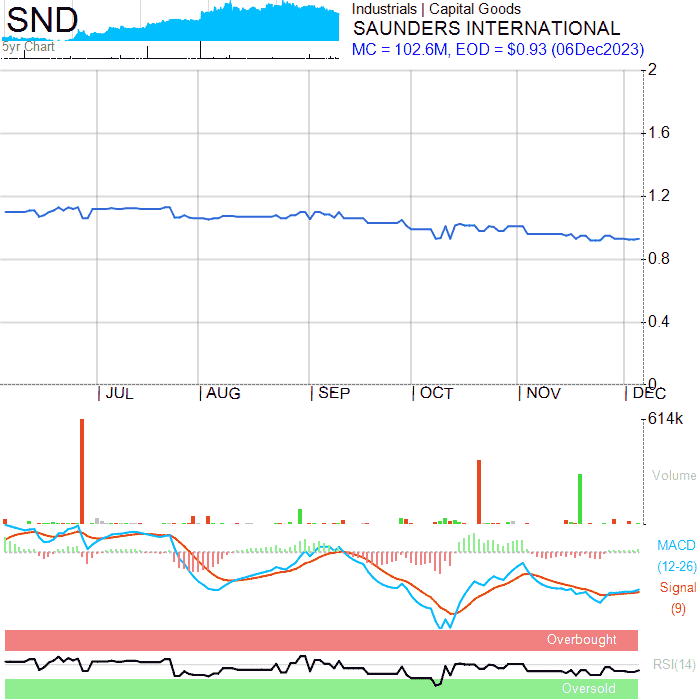 SND
5yr Chart
Industrials | Capital Goods
SAUNDERS INTERNATIONAL
MC = 102.6M, EOD = $0.93 (06Dec2023)
2
1.6
1.2
0.8
0.4
0
| JUL | AUG | SEP | OCT | NOV | DEC
614k
Volume
MACD
(12-26)
Signal
(9)
Overbought
RSI(14)
Oversold